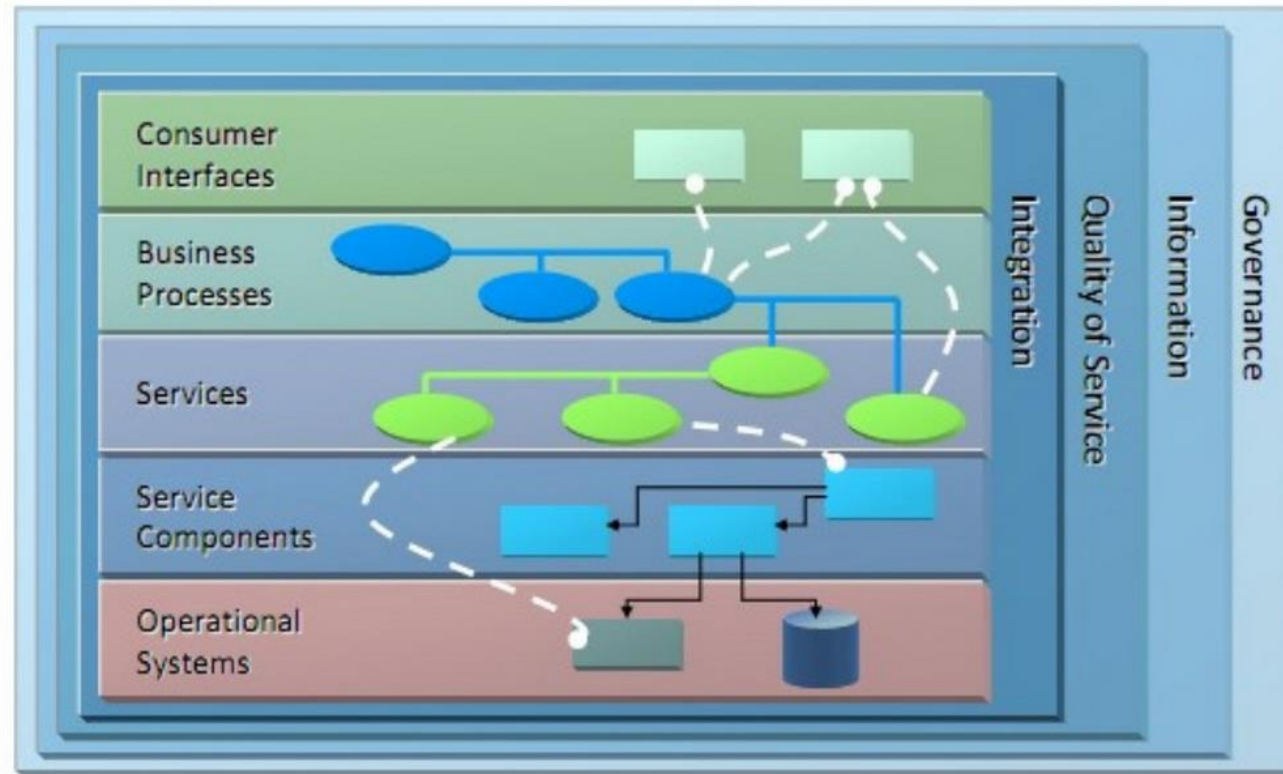 Consumer
Interfaces
Business
Processes
Services
Service
Components
Operational
Systems
Integration
Quality of Service
Information
Governance